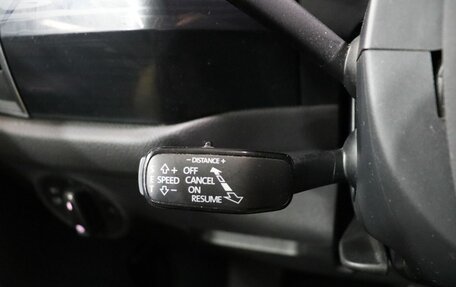 - DISTANCE +
+ OFF
SPEED CANCEL
- ON
RESUME